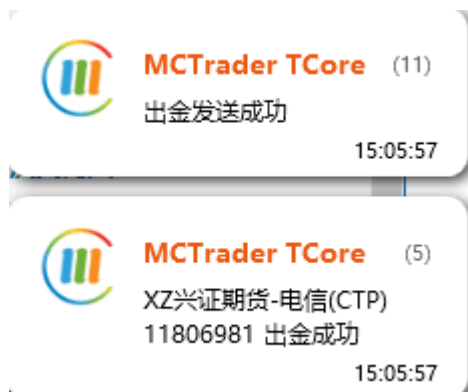 MCTrader TCore (11)
出金发送成功
15:05:57
MCTrader TCore (5)
XZ兴证期货-电信(CTP)
11806981 出金成功
15:05:57